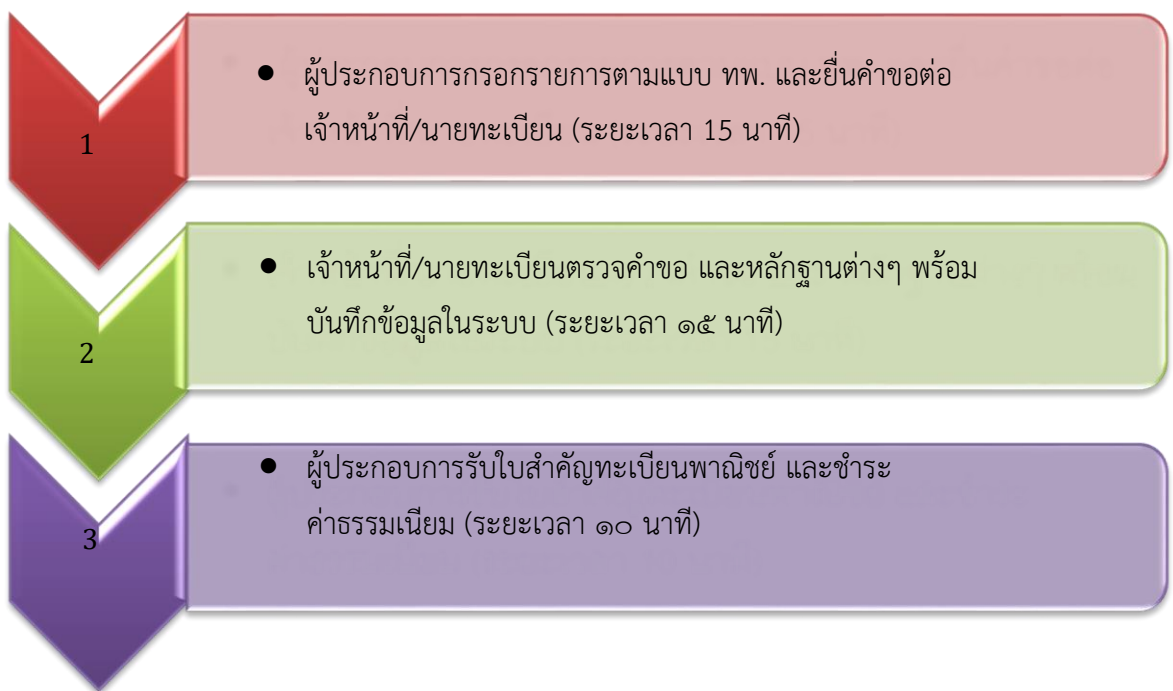 1
● ผู้ประกอบการกรอกรายการตามแบบ ทพ. และยื่นคำขอต่อ
เจ้าหน้าที่/นายทะเบียน (ระยะเวลา 15 นาที)
2
● เจ้าหน้าที่/นายทะเบียนตรวจคำขอ และหลักฐานต่างๆ พร้อม
บันทึกข้อมูลในระบบ (ระยะเวลา ๑๕ นาที)
3
● ผู้ประกอบการรับใบสำคัญทะเบียนพาณิชย์ และชำระ
ค่าธรรมเนียม (ระยะเวลา ๑๐ นาที)